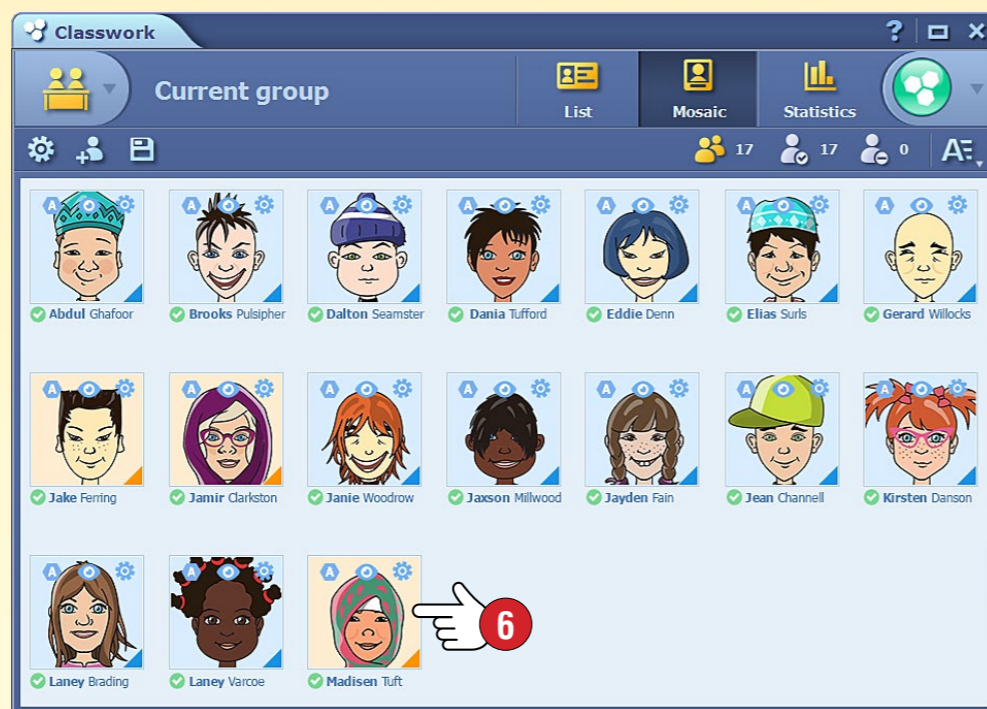 Classwork
?
Current group
List
Mosaic
Statistics
17
17
0
A
A A A A A A A
Abdul Ghafoor
Brooks Pulsipher
Dalton Seamster
Dania Tufford
Eddie Denn
Elias Surls
Gerard Willocks
A A A A A A A
Jake Ferring
Jamir Clarkston
Janie Woodrow
Jaxson Millwood
Jayden Fain
Jean Channell
Kirsten Danson
A A A
6
Laney Brading
Laney Varcoe
Madisen Tuft